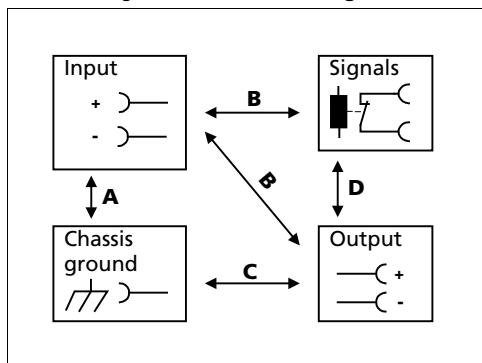 Input
+
-
Signals
B
B
A
D
Chassis
ground
C
Output
+
-